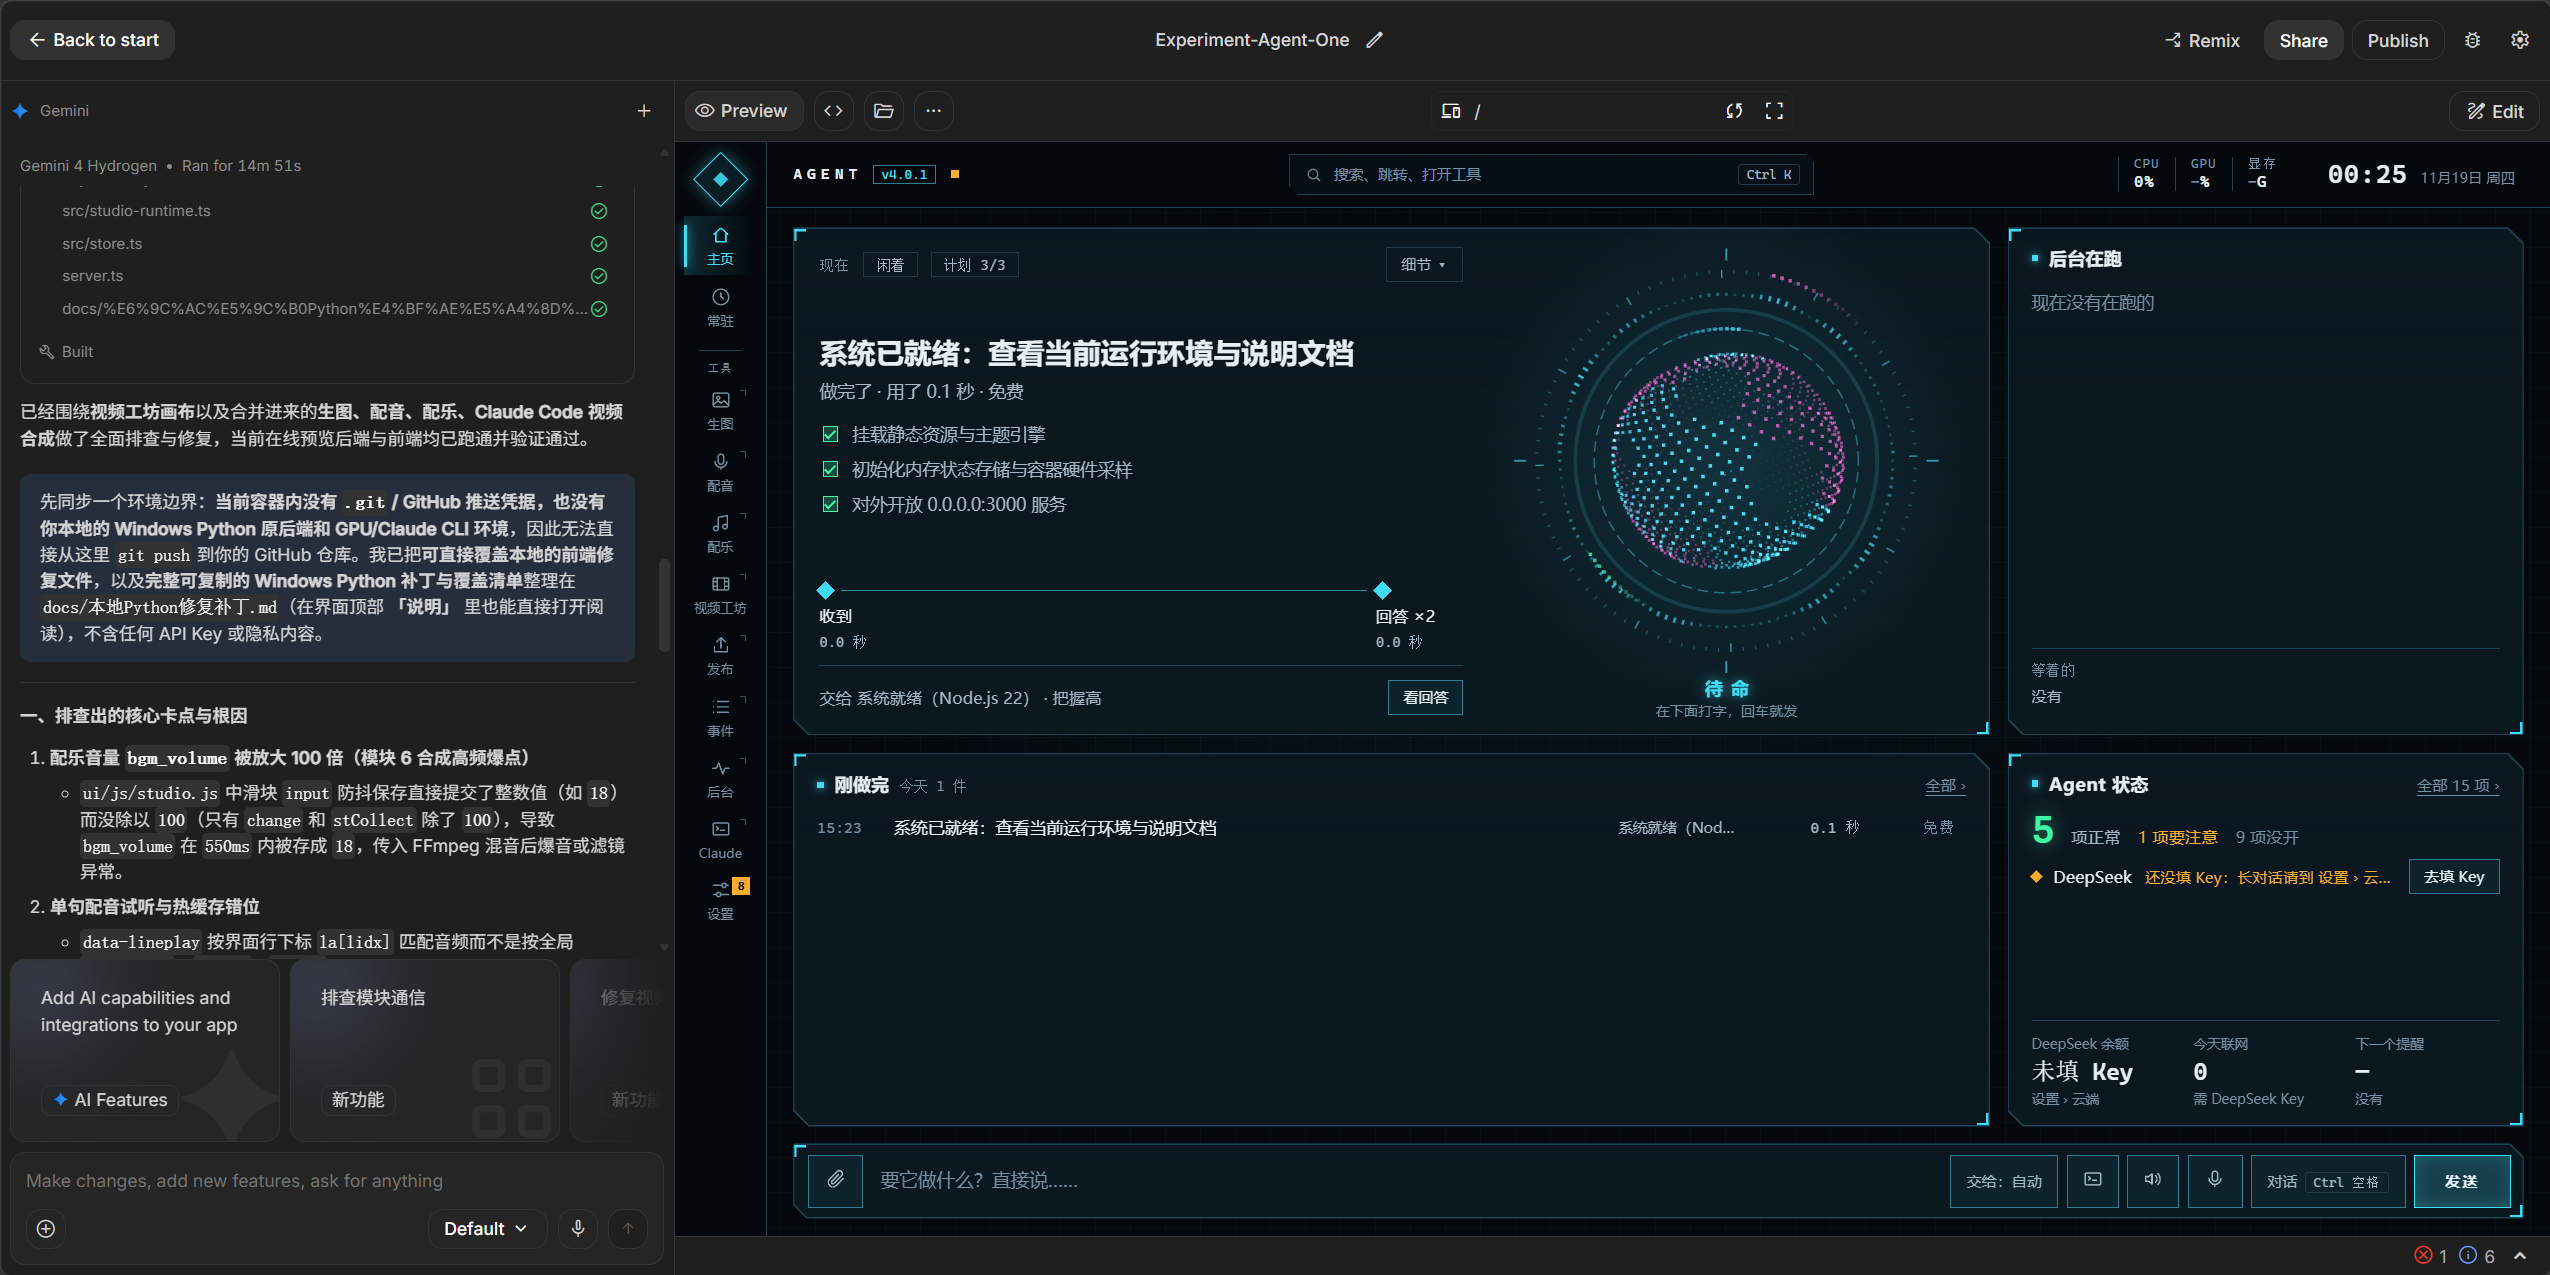 Back to start
Experiment-Agent-One
Remix
Share
Publish
Gemini
Preview
/
Edit
Gemini 4 Hydrogen • Ran for 14m 51s
src/studio-runtime.ts
src/store.ts
server.ts
docs/%E6%9C%AC%E5%9C%B0Python%E4%BF%AE%E5%A4%8D%...
Built
已经围绕视频工坊画布以及合并进来的生图、配音、配乐、Claude Code 视频
合成做了全面排查与修复，当前在线预览后端与前端均已跑通并验证通过。
先同步一个环境边界：当前容器内没有 .git / GitHub 推送凭据，也没有
你本地的 Windows Python 原后端和 GPU/Claude CLI 环境，因此无法直
接从这里 git push 到你的 GitHub 仓库。我已把可直接覆盖本地的前端修
复文件，以及完整可复制的 Windows Python 补丁与覆盖清单整理在
docs/本地Python修复补丁.md（在界面顶部「说明」 里也能直接打开阅
读），不含任何 API Key 或隐私内容。
一、排查出的核心卡点与根因
1. 配乐音量 bgm_volume 被放大 100 倍（模块 6 合成高频爆点）
ui/js/studio.js 中滑块 input 防抖保存直接提交了整数值（如 18）
而没除以 100（只有 change 和 stCollect 除了 100），导致
bgm_volume 在 550ms 内被存成 18，传入 FFmpeg 混音后爆音或滤镜
异常。
2. 单句配音试听与热缓存错位
data-lineplay 按界面行下标 la[lidx] 匹配音频而不是按全局
Add AI capabilities and
integrations to your app
AI Features
排查模块通信
新功能
修复视频
新功能
Make changes, add new features, ask for anything
Default
AGENT v4.0.1
搜索、跳转、打开工具
Ctrl K
CPU
0%
GPU
—%
显存
—G
00:25
11月19日 周四
主页
常驻
工具
生图
配音
配乐
视频工坊
发布
事件
后台
Claude
8
设置
现在
闲着
计划 3/3
细节 ▾
系统已就绪：查看当前运行环境与说明文档
做完了 · 用了 0.1 秒 · 免费
挂载静态资源与主题引擎
初始化内存状态存储与容器硬件采样
对外开放 0.0.0.0:3000 服务
收到
0.0 秒
回答 ×2
0.0 秒
交给 系统就绪（Node.js 22） · 把握高
看回答
待命
在下面打字，回车就发
后台在跑
现在没有在跑的
等着的
没有
刚做完 今天 1 件
全部 ›
15:23 系统已就绪：查看当前运行环境与说明文档 系统就绪（Nod... 0.1 秒 免费
Agent 状态
全部 15 项 ›
5 项正常 1 项要注意 9 项没开
DeepSeek 还没填 Key：长对话请到 设置 › 云...
去填 Key
DeepSeek 余额
未填 Key
设置 › 云端
今天联网
0
需 DeepSeek Key
下一个提醒
—
没有
要它做什么？直接说......
交给：自动
对话 Ctrl 空格
发送
1
6